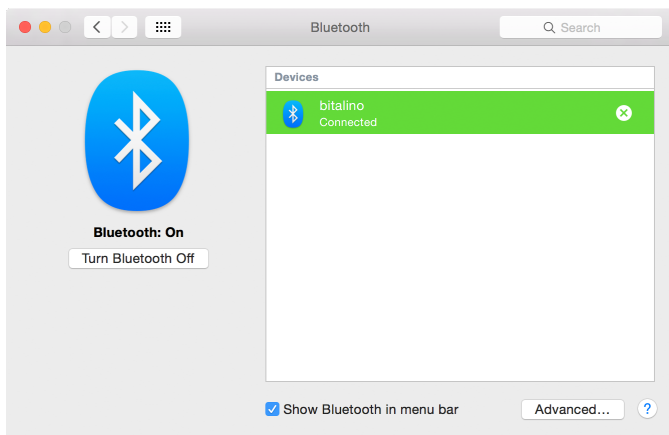 Bluetooth
Search
Devices
bitalino
Connected
Bluetooth: On
Turn Bluetooth Off
Show Bluetooth in menu bar
Advanced...
?